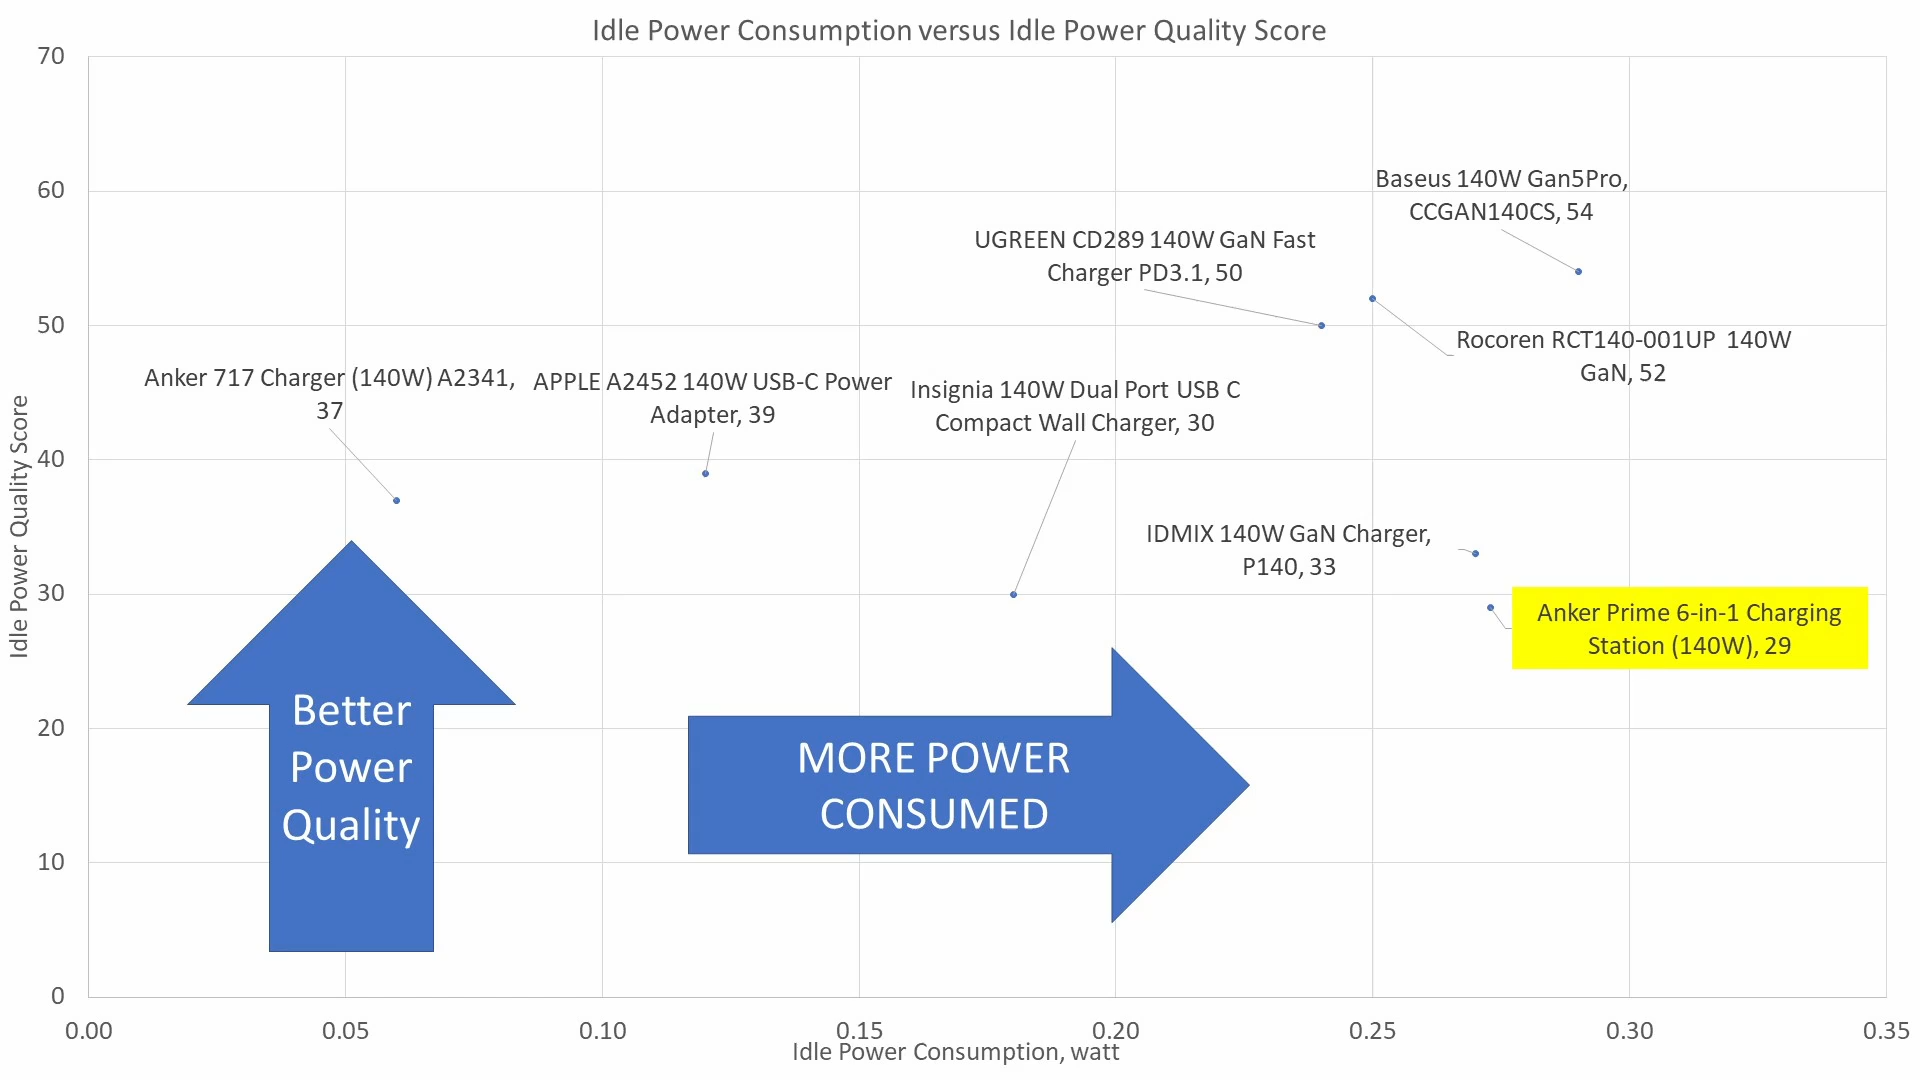 Idle Power Consumption versus Idle Power Quality Score
70
60
50
40
30
20
10
0
Idle Power Quality Score
Baseus 140W Gan5Pro,
CCGAN140CS, 54
UGREEN CD289 140W GaN Fast
Charger PD3.1, 50
Rocoren RCT140-001UP  140W
GaN, 52
Anker 717 Charger (140W) A2341,
37
APPLE A2452 140W USB-C Power
Adapter, 39
Insignia 140W Dual Port USB C
Compact Wall Charger, 30
IDMIX 140W GaN Charger,
P140, 33
Anker Prime 6-in-1 Charging
Station (140W), 29
Better
Power
Quality
MORE POWER
CONSUMED
0.00 0.05 0.10 0.15 0.20 0.25 0.30 0.35
Idle Power Consumption, watt